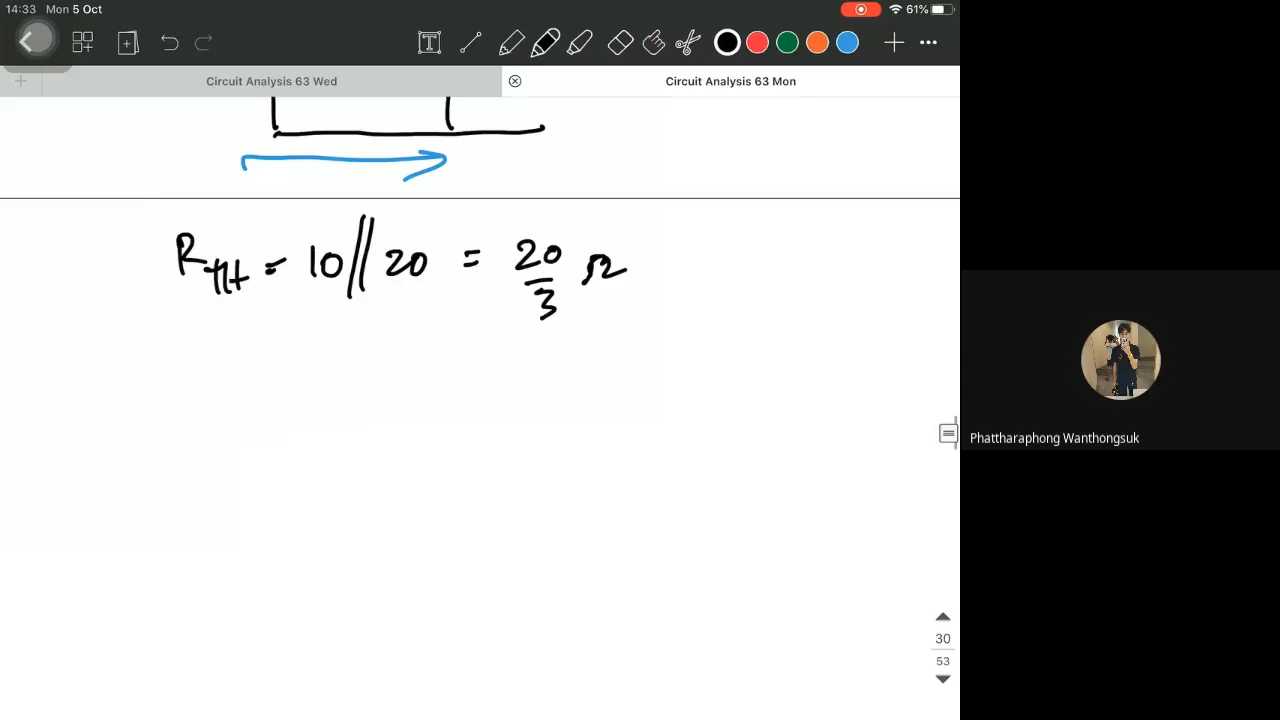 14:33 Mon 5 Oct
61%
Circuit Analysis 63 Wed
Circuit Analysis 63 Mon
R_TH = 10 // 20 = 20/3 Ω
Phattharaphong Wanthongsuk
30
53